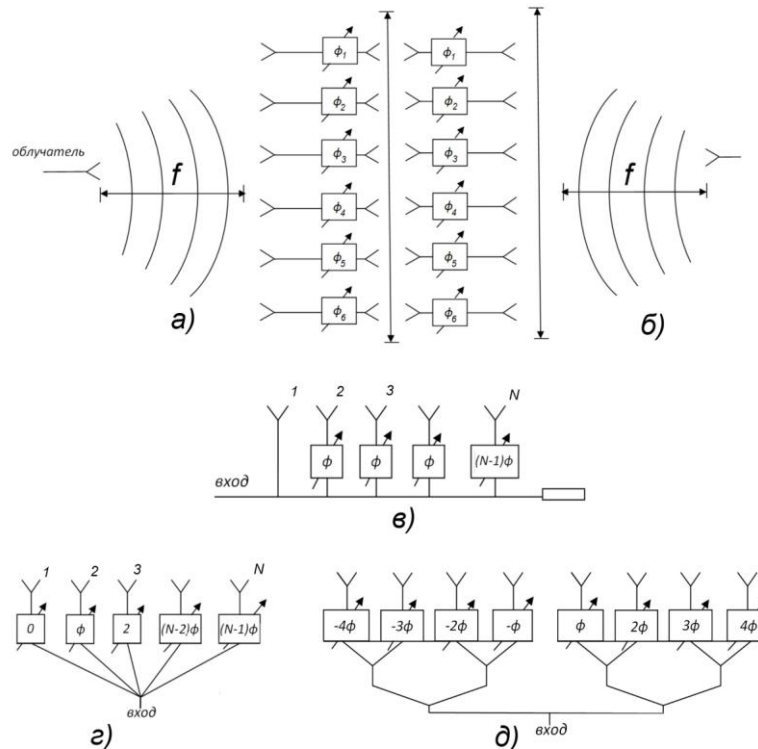 ϕ1 ϕ1
ϕ2 ϕ2
облучатель
f
ϕ3 ϕ3
f
ϕ4 ϕ4
ϕ5 ϕ5
а)
б)
ϕ6 ϕ6
1 2 3 N
ϕ ϕ ϕ (N-1)ϕ
вход
в)
1 2 3 N
0 ϕ 2 (N-2)ϕ (N-1)ϕ
-4ϕ -3ϕ -2ϕ -ϕ ϕ 2ϕ 3ϕ 4ϕ
вход
г)
вход
д)